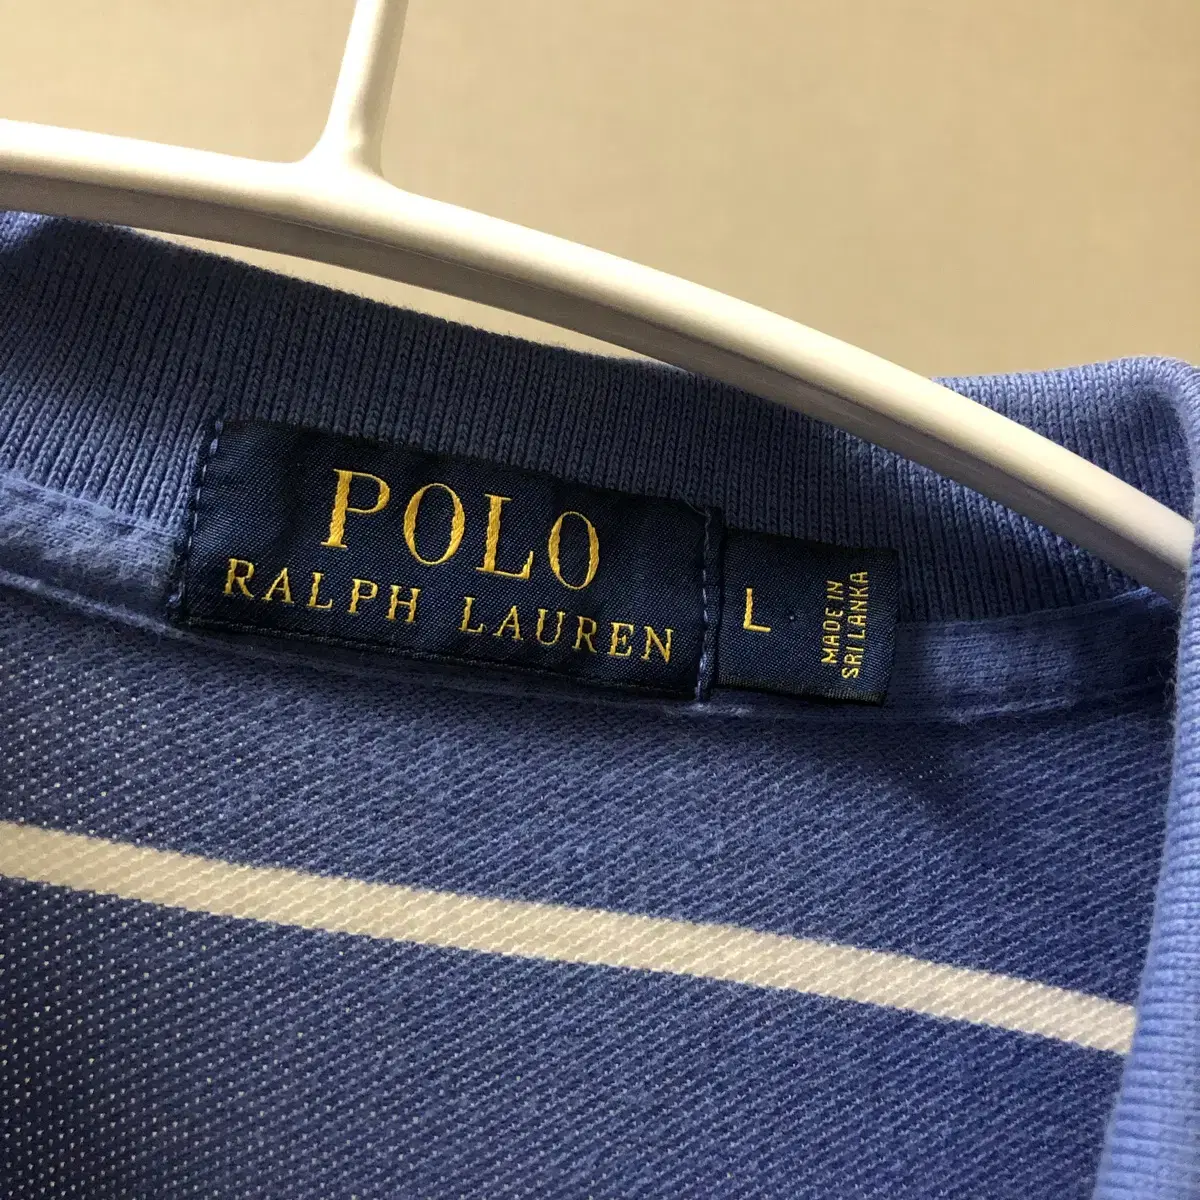 POLO
RALPH LAUREN
L
MADE IN
SRI LANKA